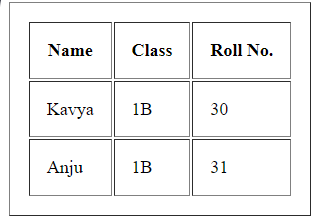 Name Class Roll No.
Kavya 1B 30
Anju 1B 31